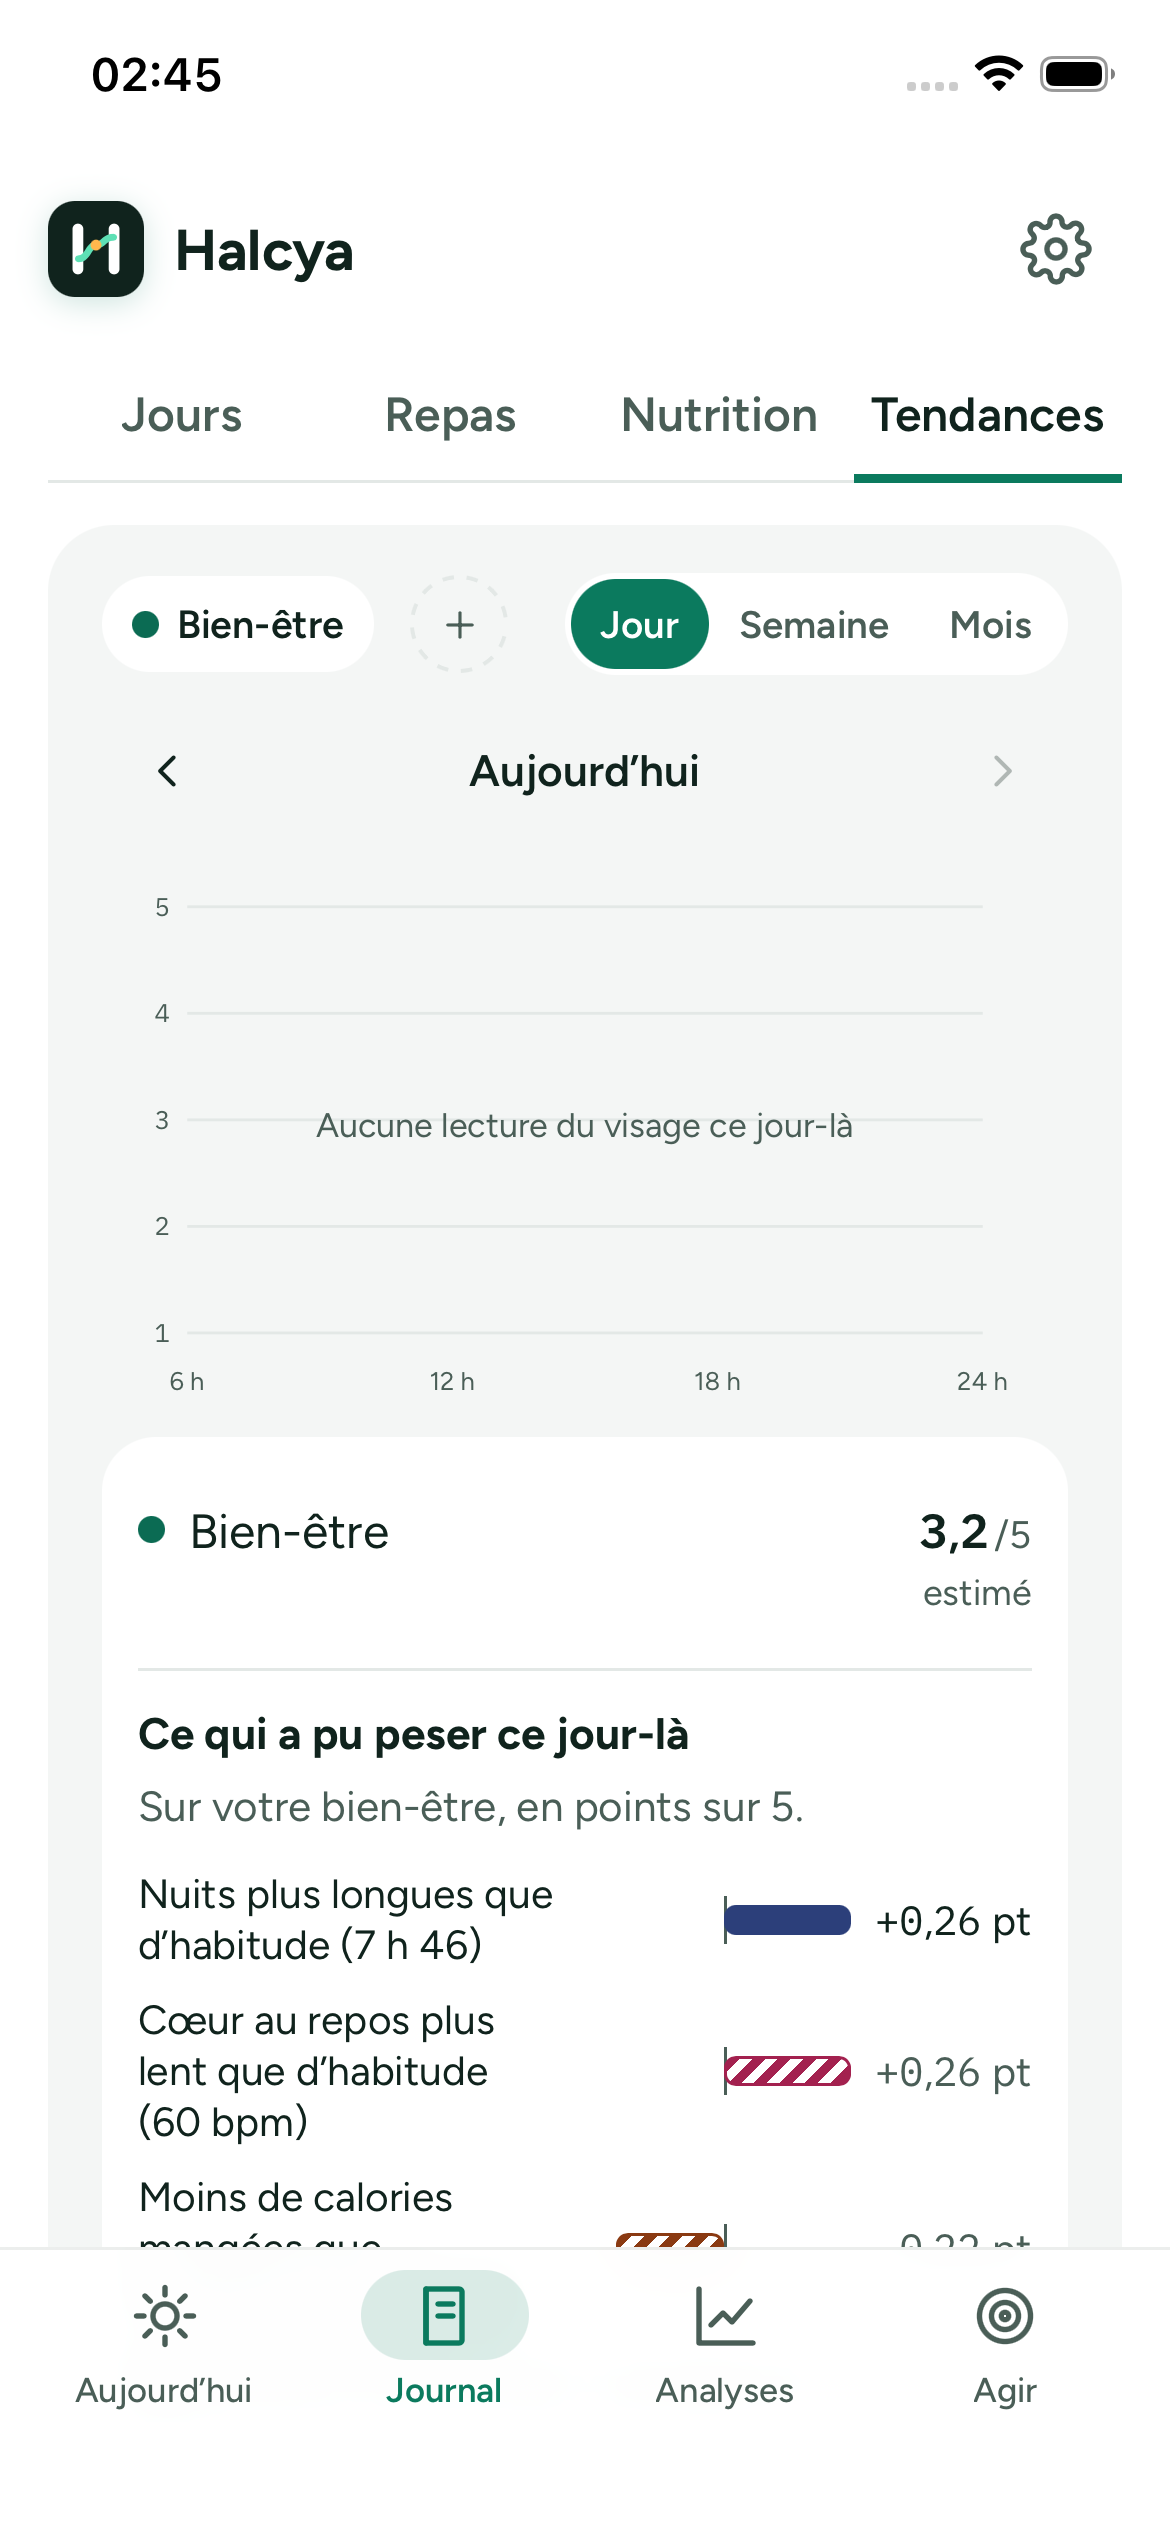 02:45
Halcya
Jours Repas Nutrition Tendances
Bien-être + Jour Semaine Mois
Aujourd’hui
5
4
3
Aucune lecture du visage ce jour-là
2
1
6 h 12 h 18 h 24 h
Bien-être 3,2 /5
estimé
Ce qui a pu peser ce jour-là
Sur votre bien-être, en points sur 5.
Nuits plus longues que
d’habitude (7 h 46)
+0,26 pt
Cœur au repos plus
lent que d’habitude
(60 bpm)
+0,26 pt
Moins de calories
mangées que
Aujourd’hui Journal Analyses Agir